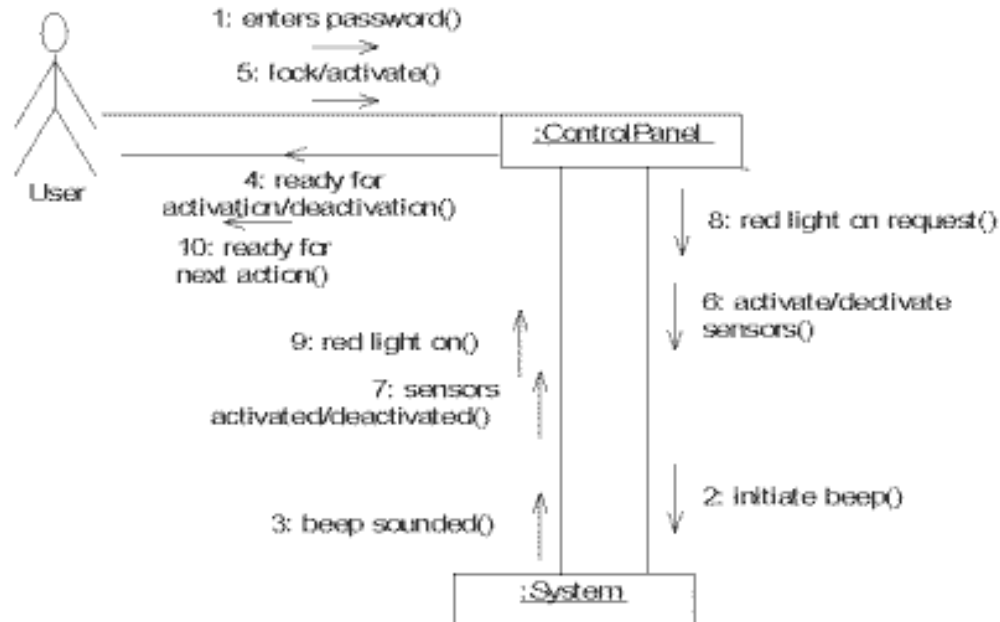 1: enters password()
5: lock/activate()
:ControlPanel
User
4: ready for
activation/deactivation()
10: ready for
next action()
8: red light on request()
6: activate/dectivate
sensors()
9: red light on()
7: sensors
activated/deactivated()
2: initiate beep()
3: beep sounded()
:System